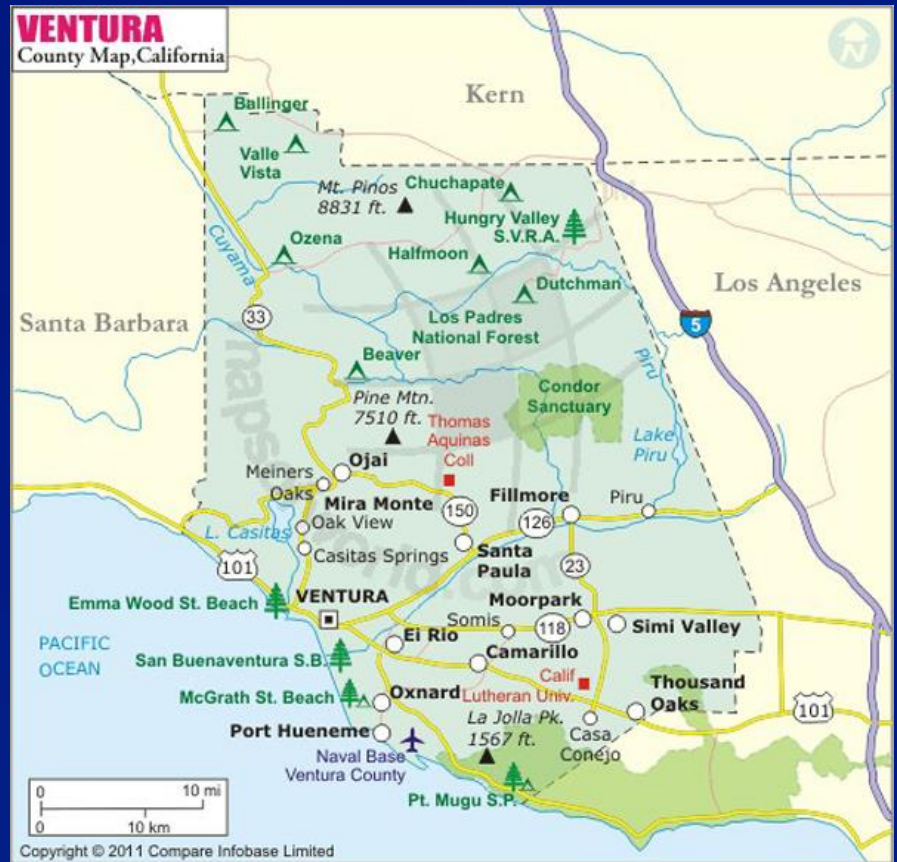 VENTURA
County Map,California
N
Kern
Ballinger
Valle
Vista
Mt. Pinos
8831 ft.
Chuchapate
Hungry Valley
S.V.R.A.
Cuyama
Ozena
Halfmoon
Dutchman
Los Angeles
Santa Barbara
33
Los Padres
National Forest
5
Beaver
Piru
Pine Mtn.
7510 ft.
Condor
Sanctuary
Thomas
Aquinas
Coll
Lake
Piru
Ojai
Meiners
Oaks
Mira Monte
150
Fillmore
126
Piru
L. Casitas
Oak View
Casitas Springs
Santa
Paula
101
23
Emma Wood St. Beach
VENTURA
Moorpark
Somis
118
Simi Valley
PACIFIC
OCEAN
Ei Rio
San Buenaventura S.B.
Camarillo
McGrath St. Beach
Oxnard
Calif
Lutheran Univ.
Thousand
Oaks
101
Port Hueneme
La Jolla Pk.
1567 ft.
Casa
Conejo
Naval Base
Ventura County
Pt. Mugu S.P.
0 10 mi
0 10 km
Copyright © 2011 Compare Infobase Limited